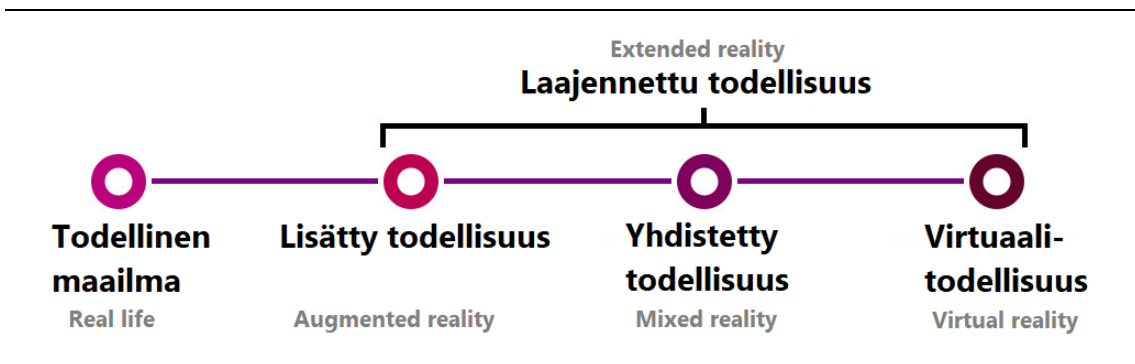 Extended reality
Laajennettu todellisuus
Todellinen
maailma
Real life
Lisätty todellisuus
Augmented reality
Yhdistetty
todellisuus
Mixed reality
Virtuaali-
todellisuus
Virtual reality